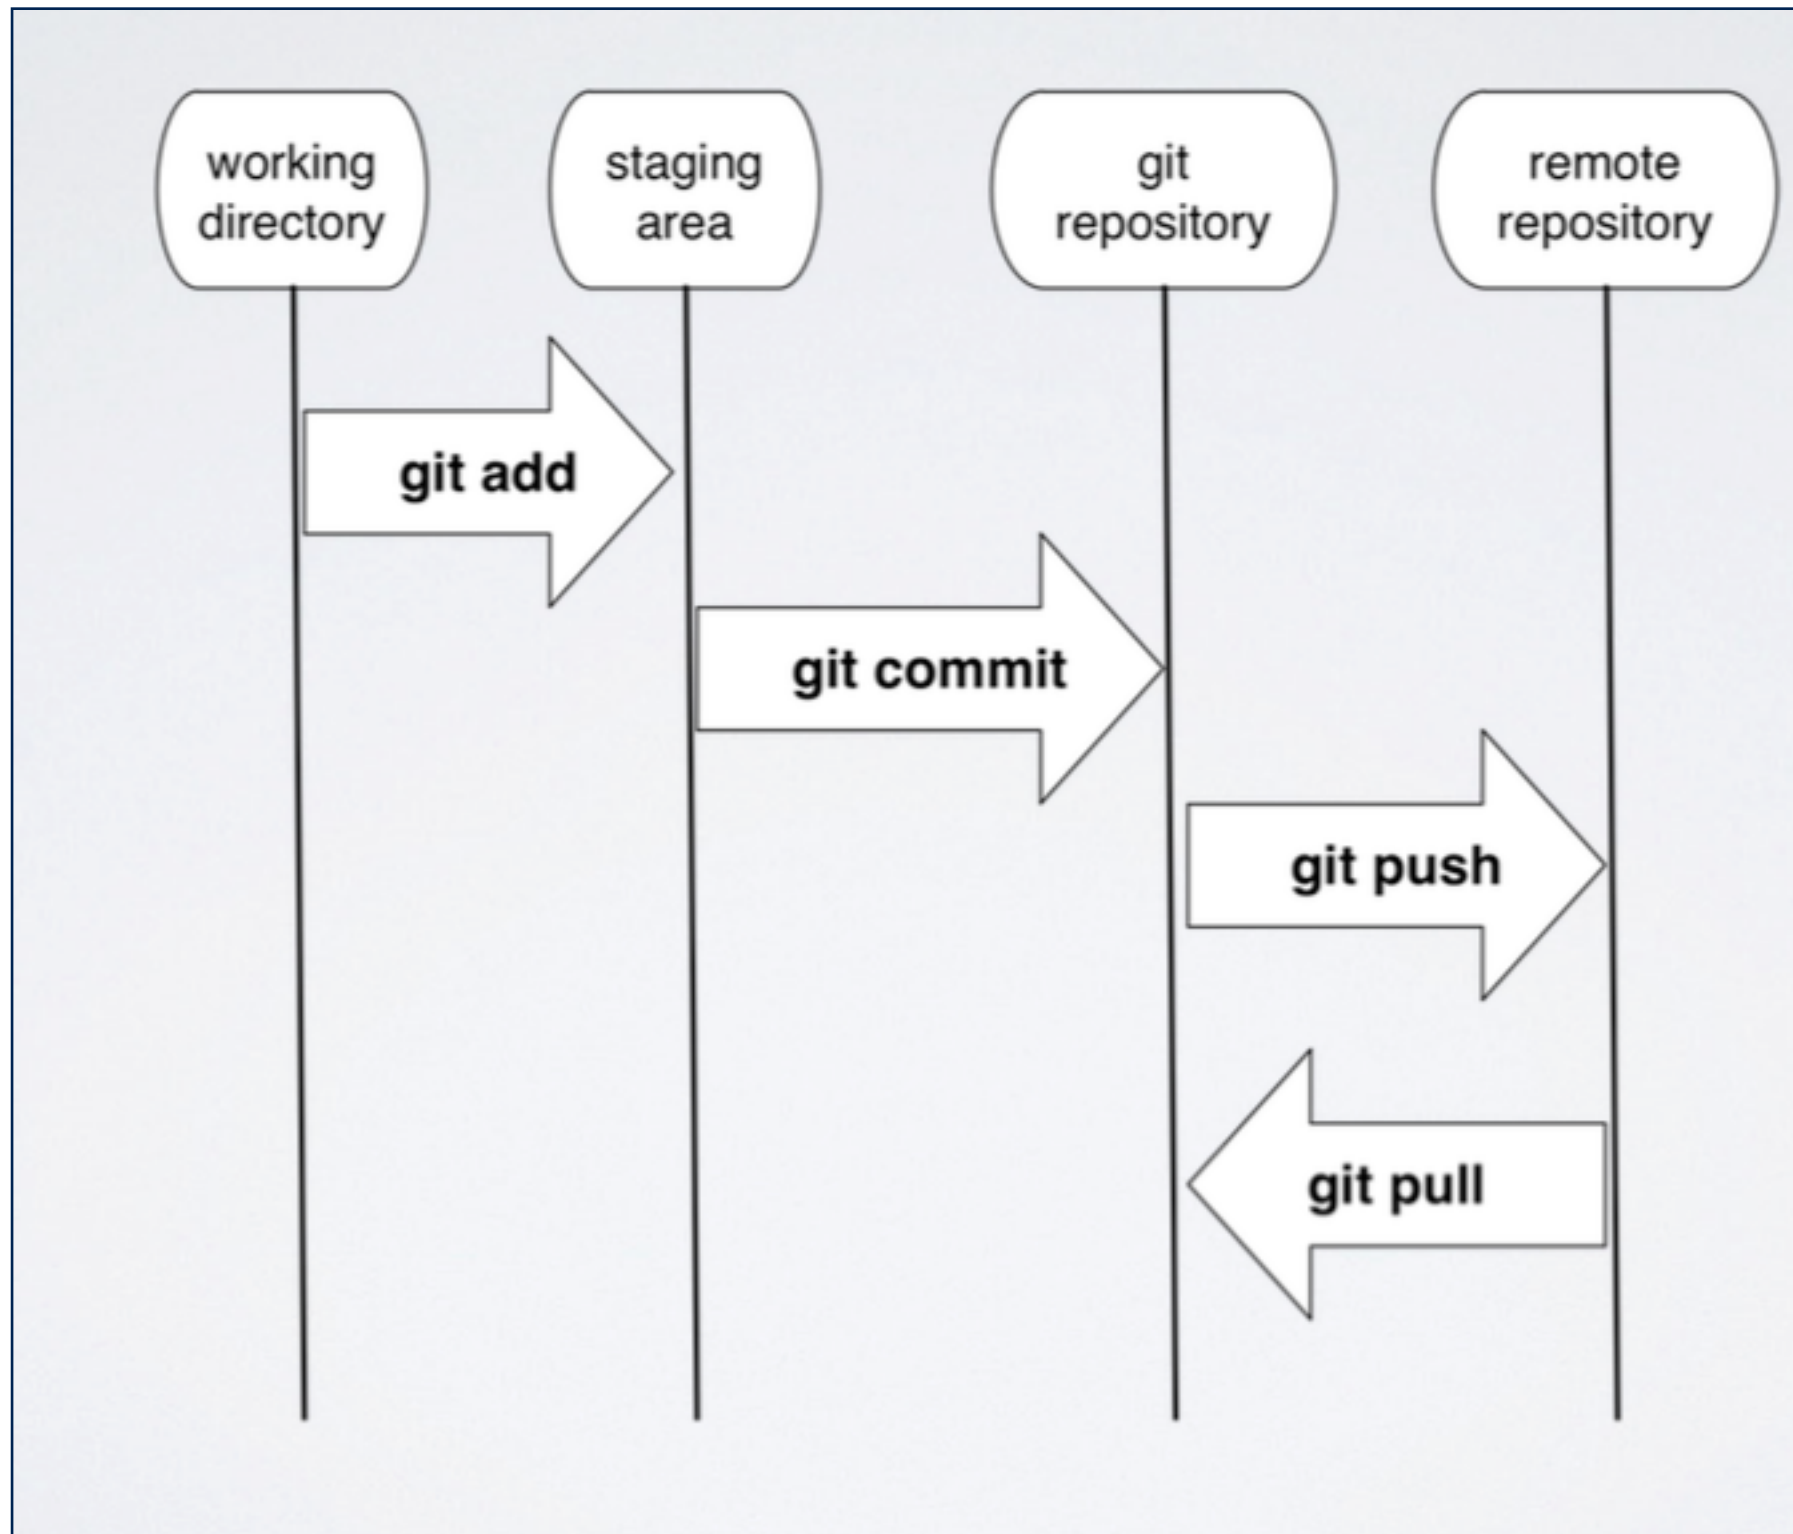 working
directory
staging
area
git
repository
remote
repository
git add
git commit
git push
git pull